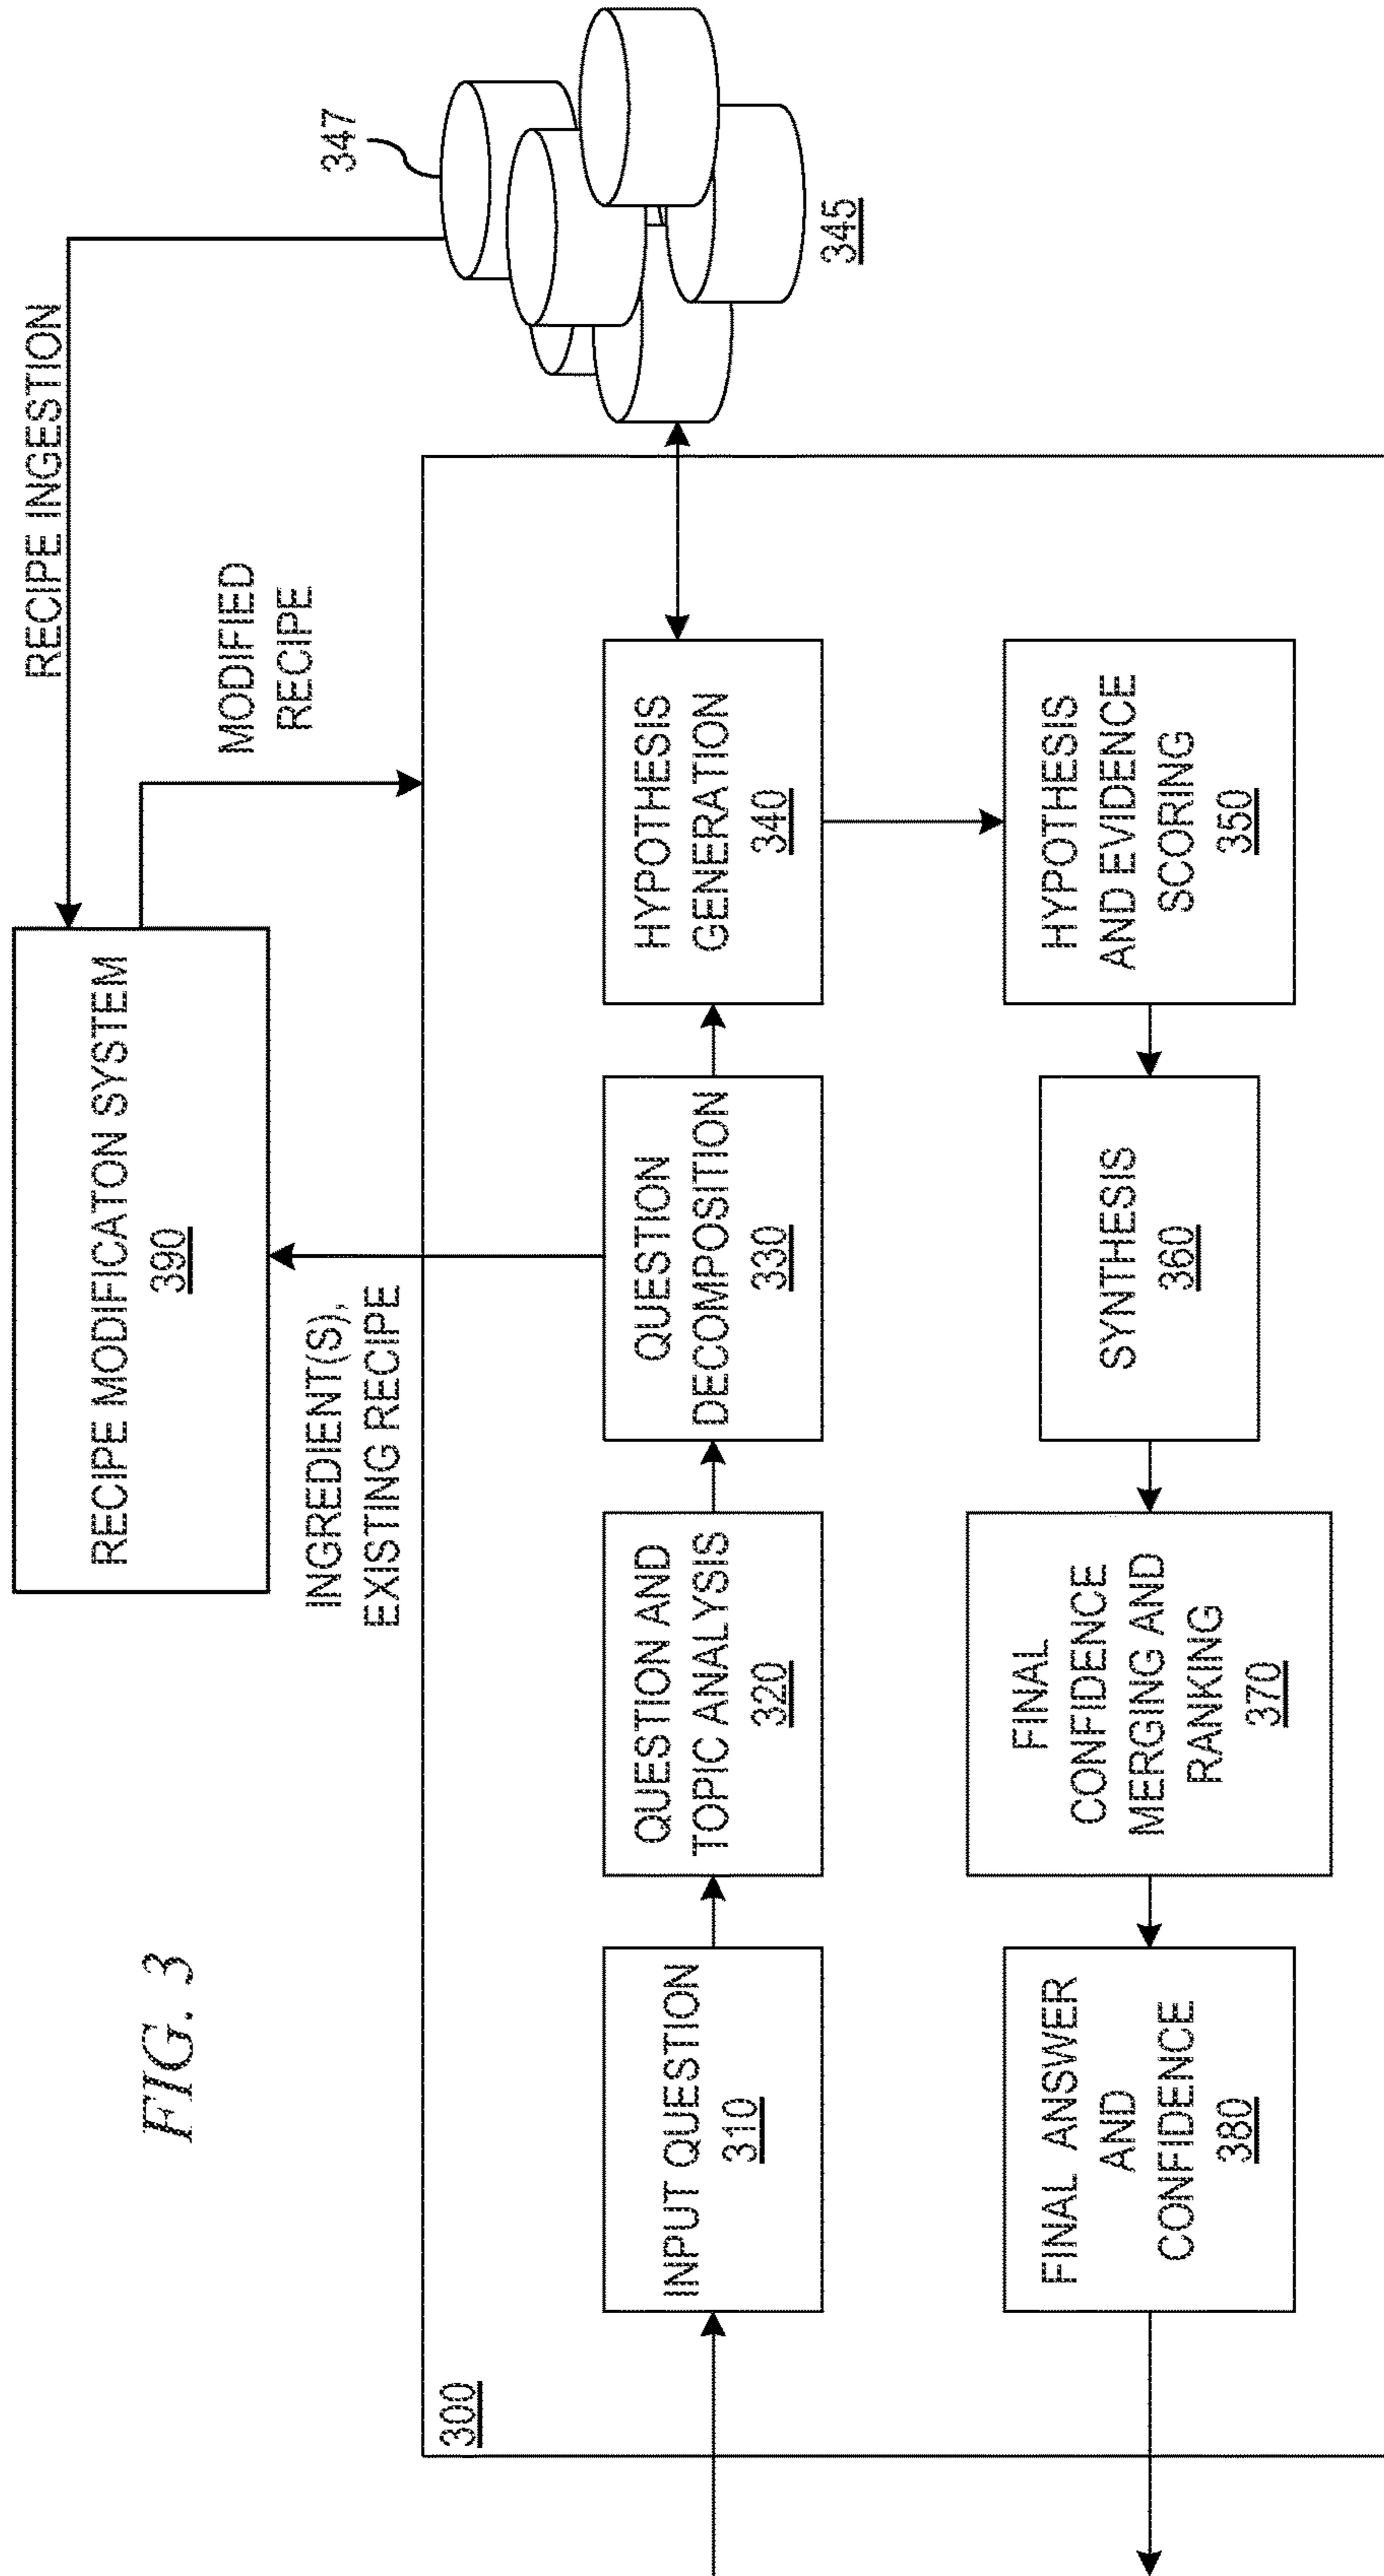 FIG. 3
RECIPE INGESTION
347
345
RECIPE MODIFICATON SYSTEM
390
MODIFIED
RECIPE
INGREDIENT(S),
EXISTING RECIPE
300
INPUT QUESTION
310
QUESTION AND
TOPIC ANALYSIS
320
QUESTION
DECOMPOSITION
330
HYPOTHESIS
GENERATION
340
HYPOTHESIS
AND EVIDENCE
SCORING
350
SYNTHESIS
360
FINAL
CONFIDENCE
MERGING AND
RANKING
370
FINAL ANSWER
AND
CONFIDENCE
380